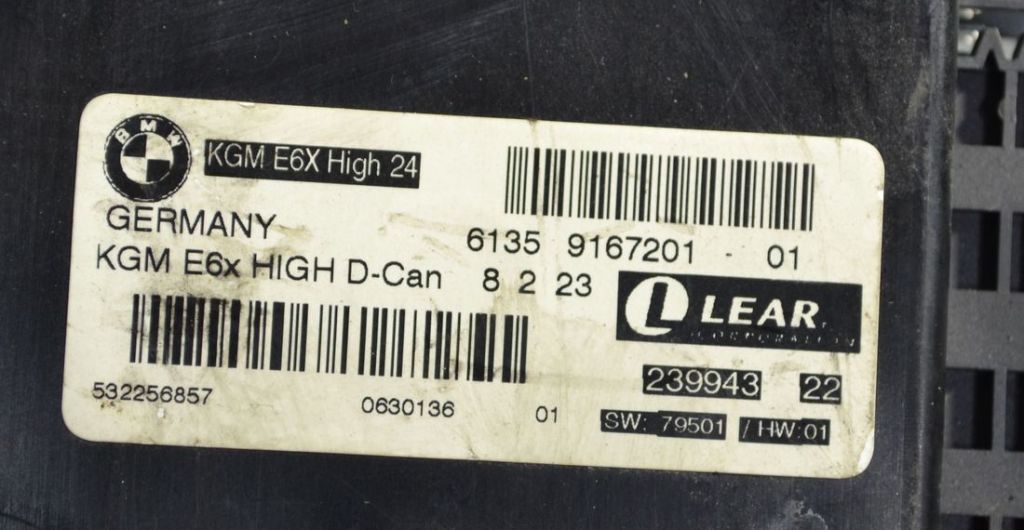 BMW
KGM E6X High 24
GERMANY
6135 9167201 - 01
KGM E6x HIGH D-Can 8 2 23
LEAR
CORPORATION
239943 22
532256857 0630136 01
SW: 79501 / HW:01